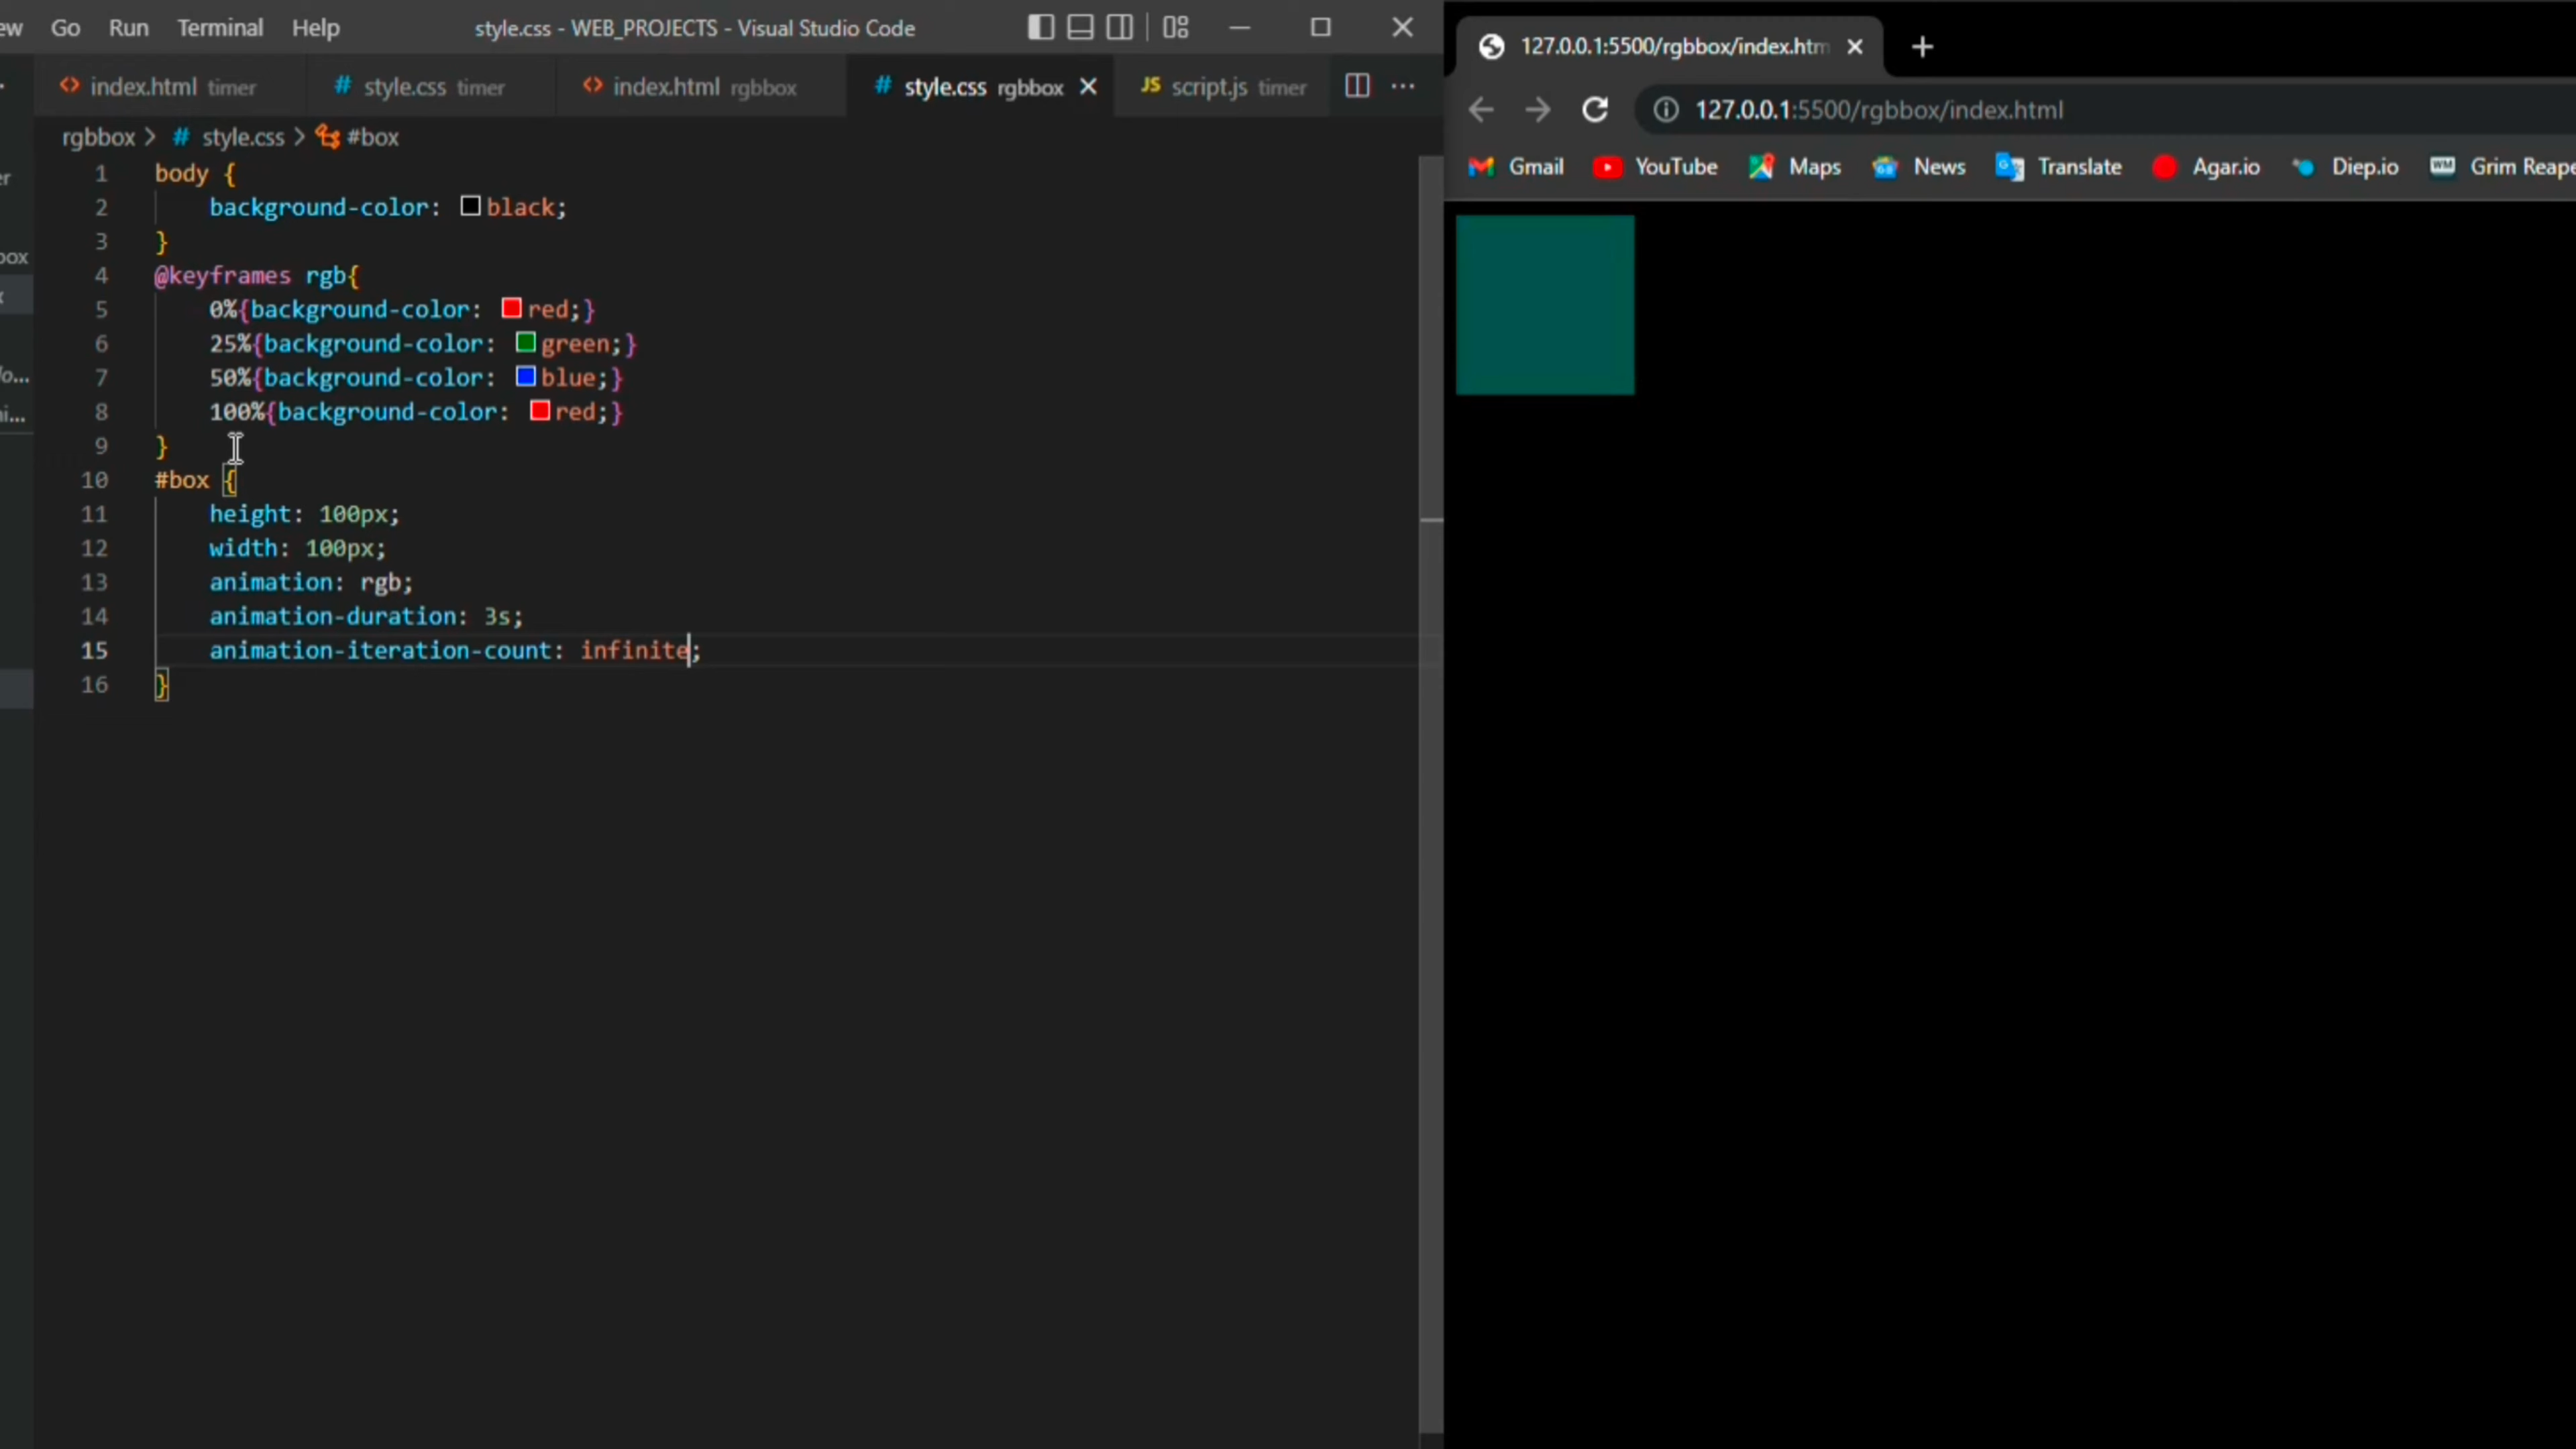 ew Go Run Terminal Help style.css - WEB_PROJECTS - Visual Studio Code
index.html timer # style.css timer index.html rgbbox # style.css rgbbox JS script.js timer
rgbbox > # style.css > #box
1 body {
2 background-color: black;
3 }
4 @keyframes rgb{
5 0%{background-color: red;}
6 25%{background-color: green;}
7 50%{background-color: blue;}
8 100%{background-color: red;}
9 }
10 #box {
11 height: 100px;
12 width: 100px;
13 animation: rgb;
14 animation-duration: 3s;
15 animation-iteration-count: infinite;
16 }
127.0.0.1:5500/rgbbox/index.htm
127.0.0.1:5500/rgbbox/index.html
Gmail YouTube Maps News Translate Agar.io Diep.io WM Grim Reape